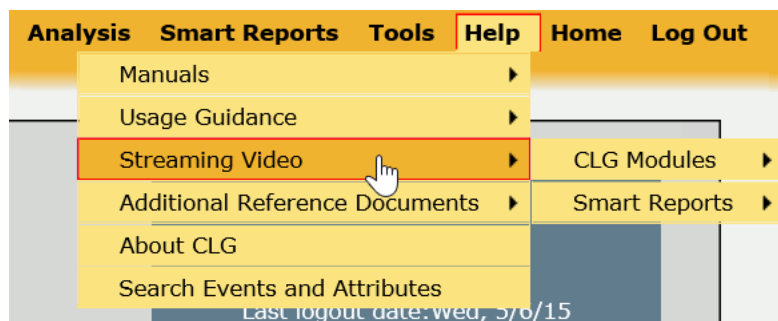 Analysis Smart Reports Tools Help Home Log Out
Manuals
Usage Guidance
Streaming Video CLG Modules
Additional Reference Documents Smart Reports
About CLG
Search Events and Attributes
Last logout date:Wed, 5/6/15